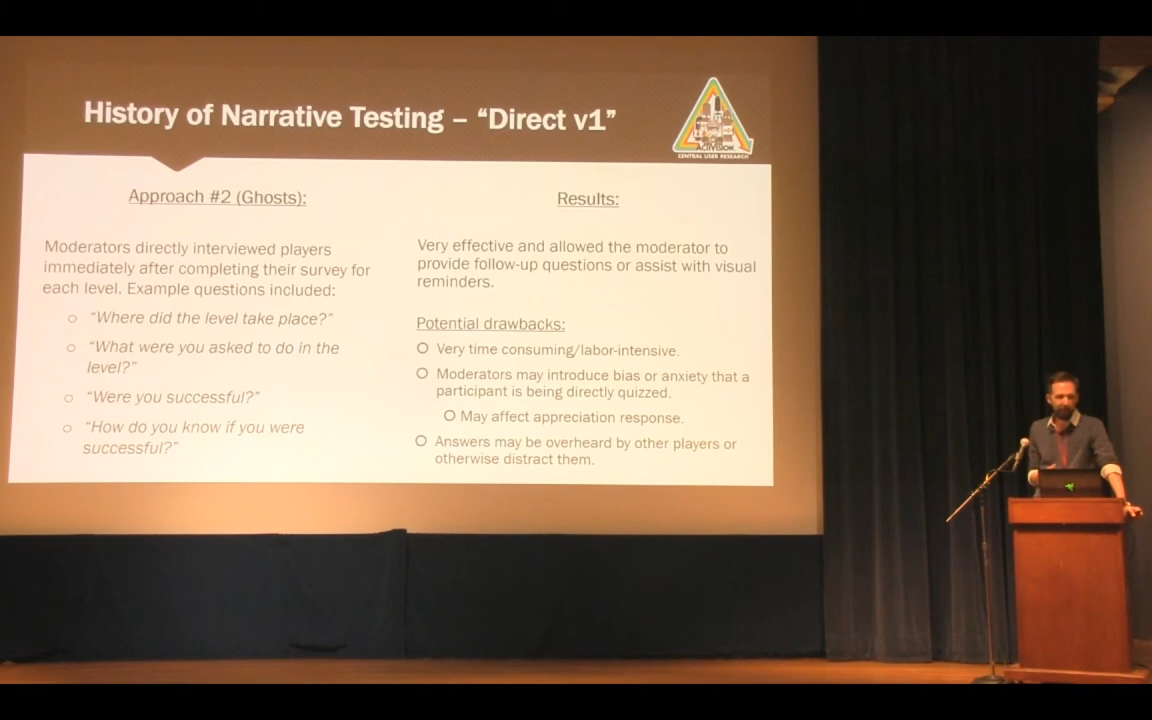 History of Narrative Testing – “Direct v1”
ACTIVISION
CENTRAL USER RESEARCH
Approach #2 (Ghosts):
Moderators directly interviewed players
immediately after completing their survey for
each level. Example questions included:
○ “Where did the level take place?”
○ “What were you asked to do in the
level?”
○ “Were you successful?”
○ “How do you know if you were
successful?”
Results:
Very effective and allowed the moderator to
provide follow-up questions or assist with visual
reminders.
Potential drawbacks:
○ Very time consuming/labor-intensive.
○ Moderators may introduce bias or anxiety that a
participant is being directly quizzed.
○ May affect appreciation response.
○ Answers may be overheard by other players or
otherwise distract them.